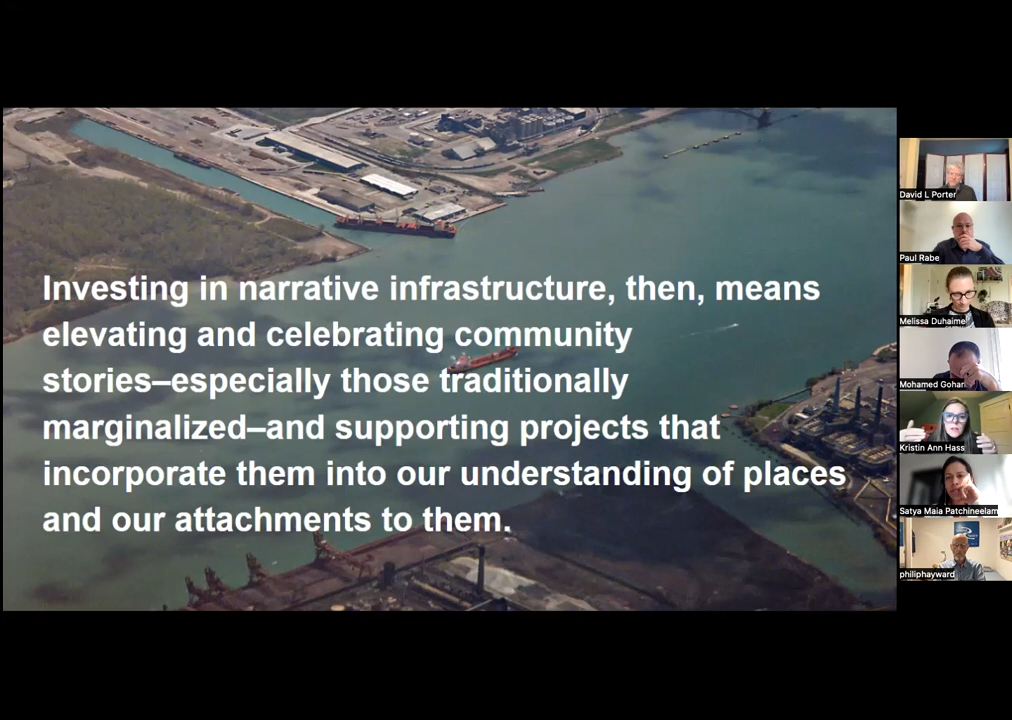 Investing in narrative infrastructure, then, means
elevating and celebrating community
stories–especially those traditionally
marginalized–and supporting projects that
incorporate them into our understanding of places
and our attachments to them.
David L Porter
Paul Rabe
Melissa Duhaime
Mohamed Gohar
Kristin Ann Hass
Satya Maia Patchineelam
philiphayward